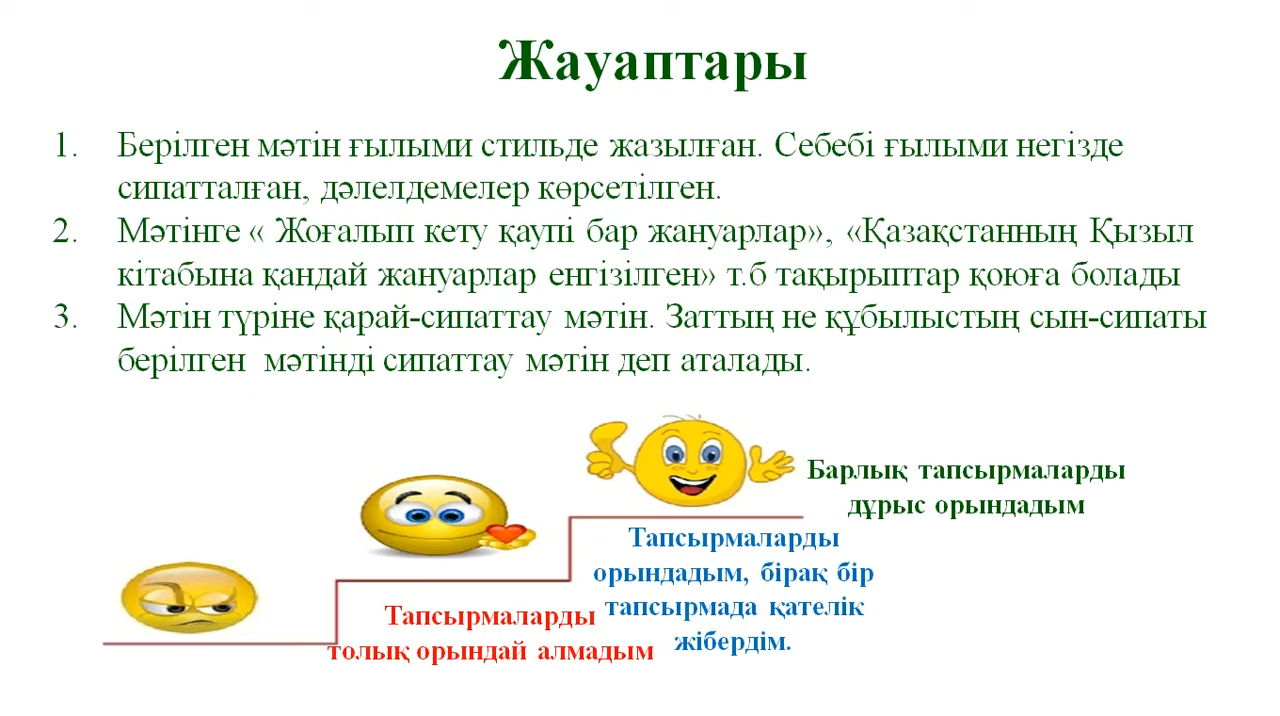 Жауаптары
1. Берілген мәтін ғылыми стильде жазылған. Себебі ғылыми негізде
сипатталған, дәлелдемелер көрсетілген.
2. Мәтінге « Жоғалып кету қаупі бар жануарлар», «Қазақстанның Қызыл
кітабына қандай жануарлар енгізілген» т.б тақырыптар қоюға болады
3. Мәтін түріне қарай-сипаттау мәтін. Заттың не құбылыстың сын-сипаты
берілген мәтінді сипаттау мәтін деп аталады.
Барлық тапсырмаларды
дұрыс орындадым
Тапсырмаларды
орындадым, бірақ бір
тапсырмада қателік
жібердім.
Тапсырмаларды
толық орындай алмадым